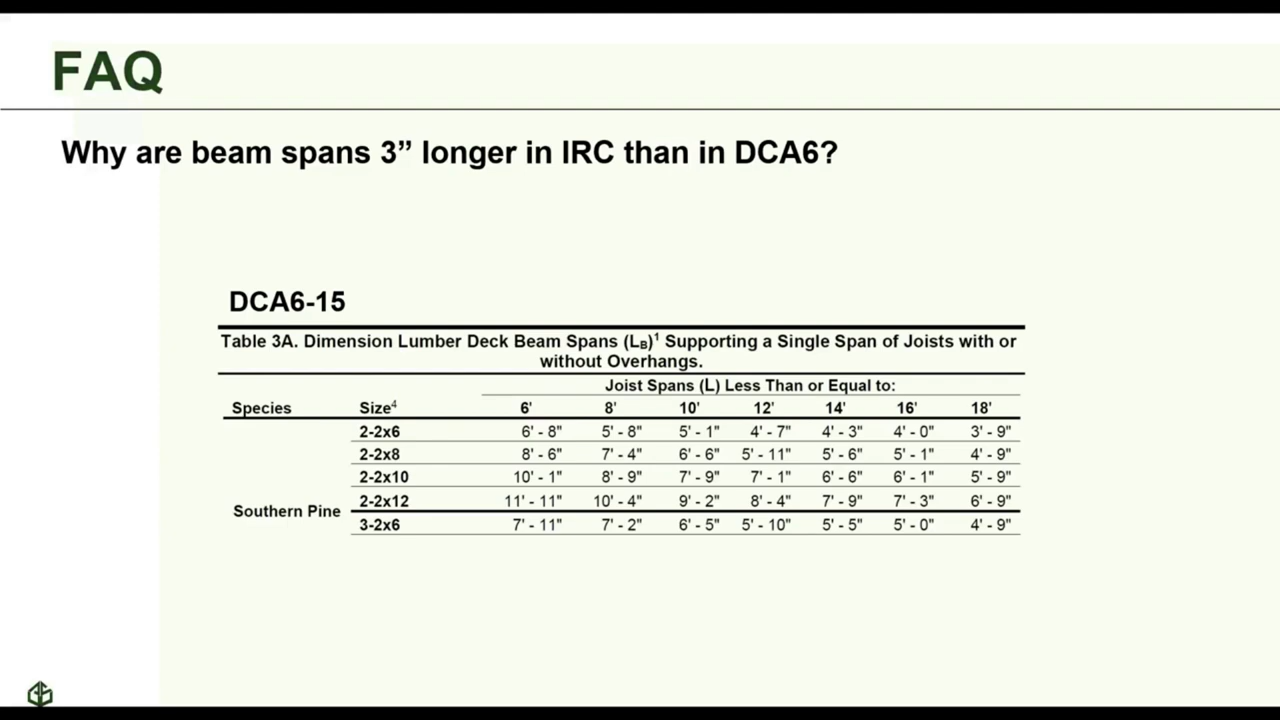 FAQ
Why are beam spans 3” longer in IRC than in DCA6?
DCA6-15
Table 3A. Dimension Lumber Deck Beam Spans (LB)1 Supporting a Single Span of Joists with or
without Overhangs.
Joist Spans (L) Less Than or Equal to:
Species Size4 6' 8' 10' 12' 14' 16' 18'
2-2x6 6' - 8" 5' - 8" 5' - 1" 4' - 7" 4' - 3" 4' - 0" 3' - 9"
2-2x8 8' - 6" 7' - 4" 6' - 6" 5' - 11" 5' - 6" 5' - 1" 4' - 9"
2-2x10 10' - 1" 8' - 9" 7' - 9" 7' - 1" 6' - 6" 6' - 1" 5' - 9"
2-2x12 11' - 11" 10' - 4" 9' - 2" 8' - 4" 7' - 9" 7' - 3" 6' - 9"
Southern Pine
3-2x6 7' - 11" 7' - 2" 6' - 5" 5' - 10" 5' - 5" 5' - 0" 4' - 9"